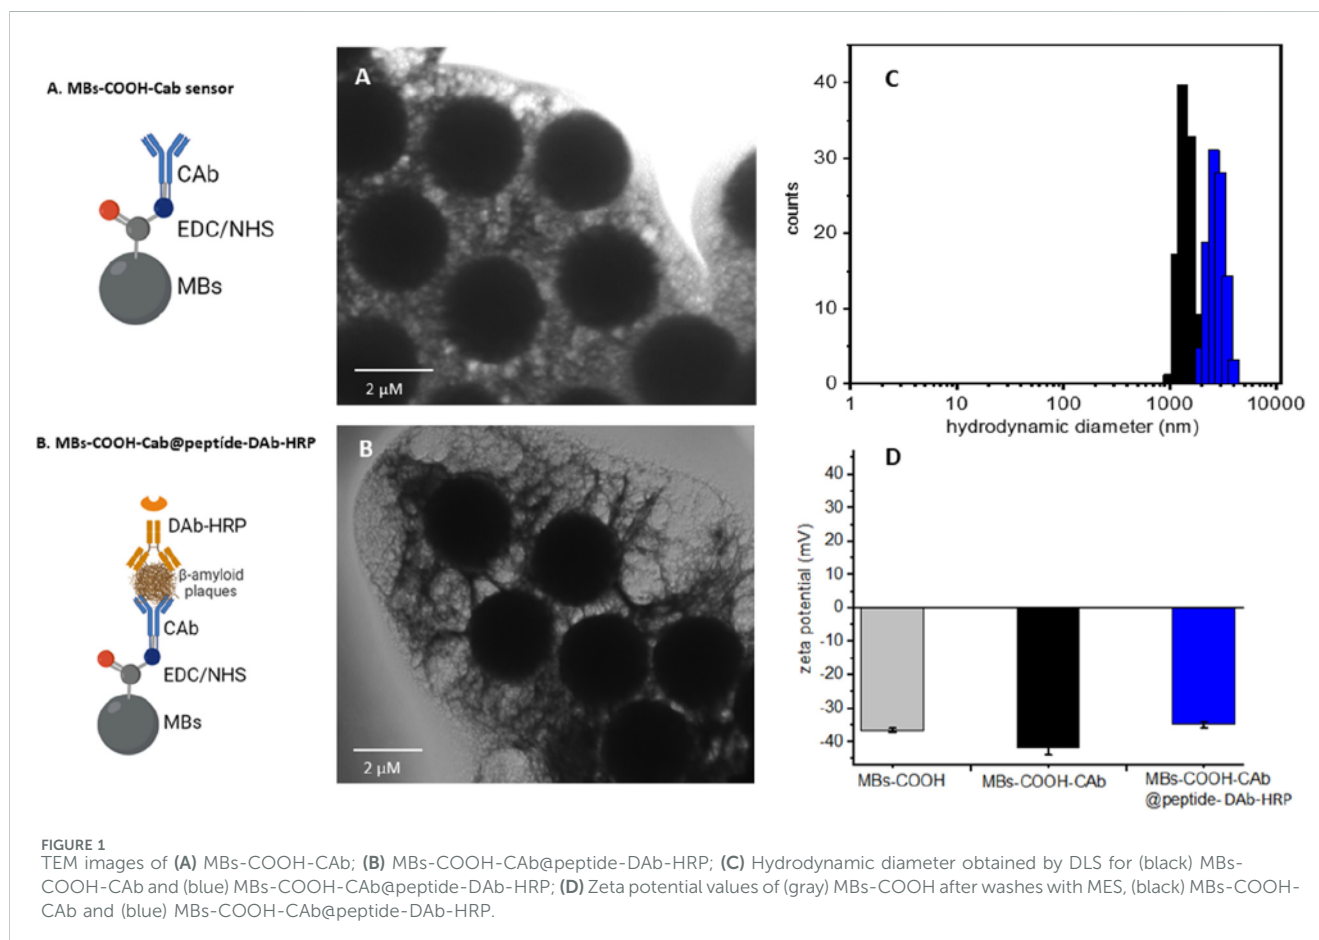 A. MBs-COOH-Cab sensor
CAb
EDC/NHS
MBs
A
2 µM
C
counts
40
30
20
10
0
1
10
100
1000
10000
hydrodynamic diameter (nm)
B. MBs-COOH-Cab@peptíde-DAb-HRP
DAb-HRP
β-amyloid
plaques
CAb
EDC/NHS
MBs
B
2 µM
D
zeta potential (mV)
40
30
20
10
0
-10
-20
-30
-40
MBs-COOH
MBs-COOH-CAb
MBs-COOH-CAb
@peptide-DAb-HRP
FIGURE 1
TEM images of (A) MBs-COOH-CAb; (B) MBs-COOH-CAb@peptide-DAb-HRP; (C) Hydrodynamic diameter obtained by DLS for (black) MBs-
COOH-CAb and (blue) MBs-COOH-CAb@peptide-DAb-HRP; (D) Zeta potential values of (gray) MBs-COOH after washes with MES, (black) MBs-COOH-
CAb and (blue) MBs-COOH-CAb@peptide-DAb-HRP.